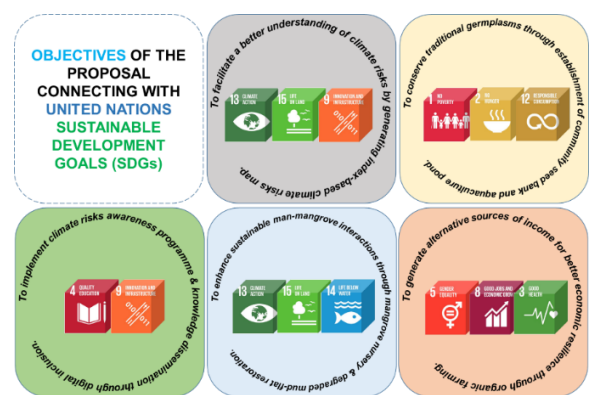 OBJECTIVES OF THE
PROPOSAL
CONNECTING WITH
UNITED NATIONS
SUSTAINABLE
DEVELOPMENT
GOALS (SDGs)
To facilitate a better understanding of climate risks by generating index-based climate risks map.
13 CLIMATE ACTION
15 LIFE ON LAND
9 INNOVATION AND INFRASTRUCTURE
To conserve traditional germplasms through establishment of community seed bank and bank and aquaculture pond.
1 NO POVERTY
2 NO HUNGER
12 RESPONSIBLE CONSUMPTION
To implement climate risks awareness programme & knowledge dissemination through digital inclusion.
4 QUALITY EDUCATION
9 INNOVATION AND INFRASTRUCTURE
To enhance sustainable man-mangrove interactions through mangrove nursery & degraded mud-flat restoration.
13 CLIMATE ACTION
15 LIFE ON LAND
14 LIFE BELOW WATER
To generate alternative sources of income for better economic resilience through organic farming.
5 GENDER EQUALITY
8 GOOD JOBS AND ECONOMIC GROWTH
3 GOOD HEALTH